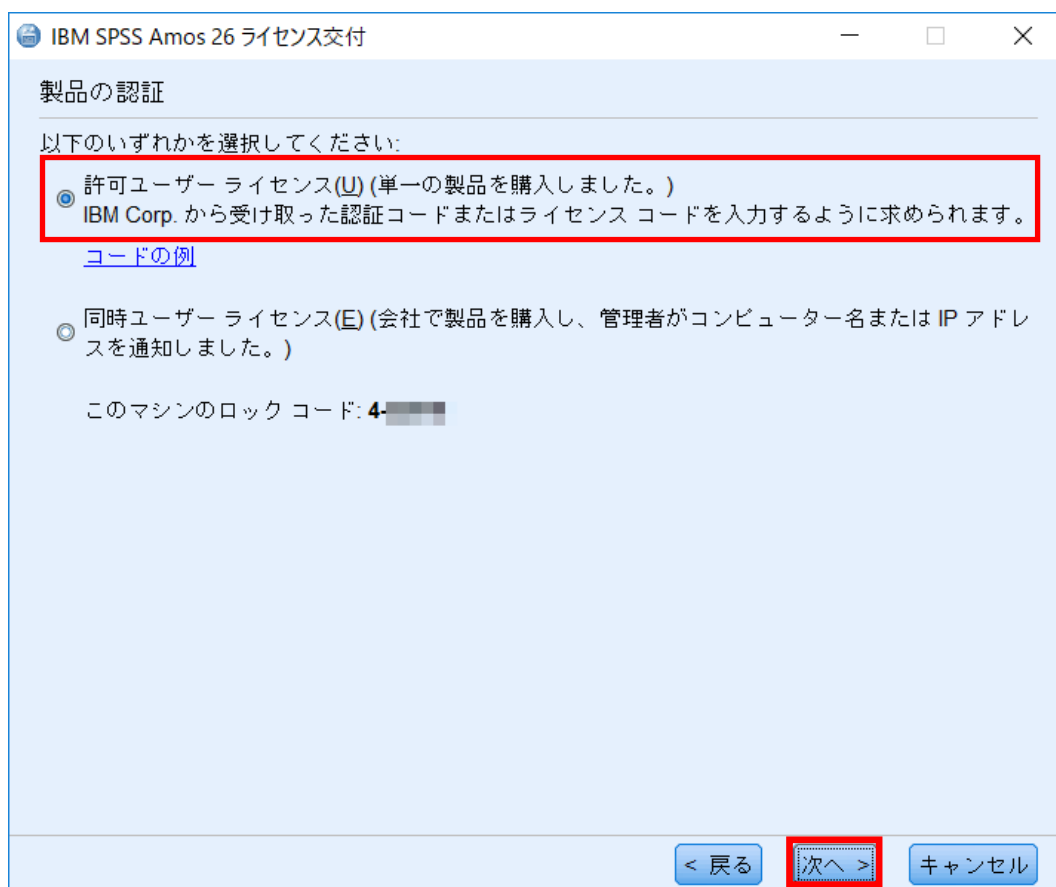 IBM SPSS Amos 26 ライセンス交付
製品の認証
以下のいずれかを選択してください:
許可ユーザー ライセンス(U) (単一の製品を購入しました。)
IBM Corp. から受け取った認証コードまたはライセンス コードを入力するように求められます。
コードの例
同時ユーザー ライセンス(E) (会社で製品を購入し、管理者がコンピューター名または IP アドレ
スを通知しました。)
このマシンのロック コード: 4-
< 戻る
次へ >
キャンセル